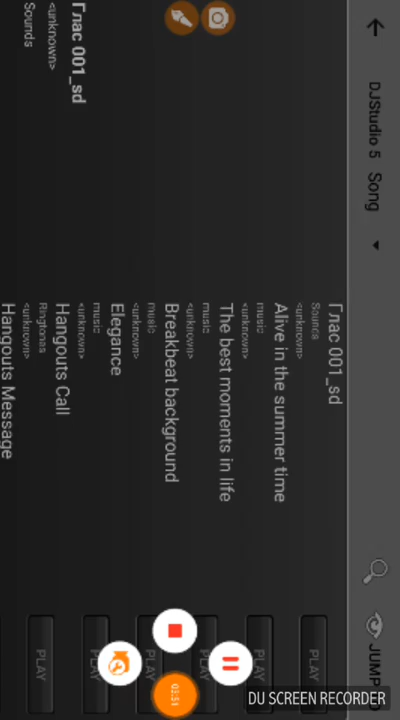 DJStudio 5 Song
JUMP
Глас 001_sd
<unknown>
Sounds
Глас 001_sd
<unknown>
Sounds
PLAY
Alive in the summer time
<unknown>
music
PLAY
The best moments in life
<unknown>
music
PLAY
Breakbeat background
<unknown>
music
PLAY
Elegance
<unknown>
music
PLAY
Hangouts Call
<unknown>
Ringtones
PLAY
Hangouts Message
03:51
DU SCREEN RECORDER